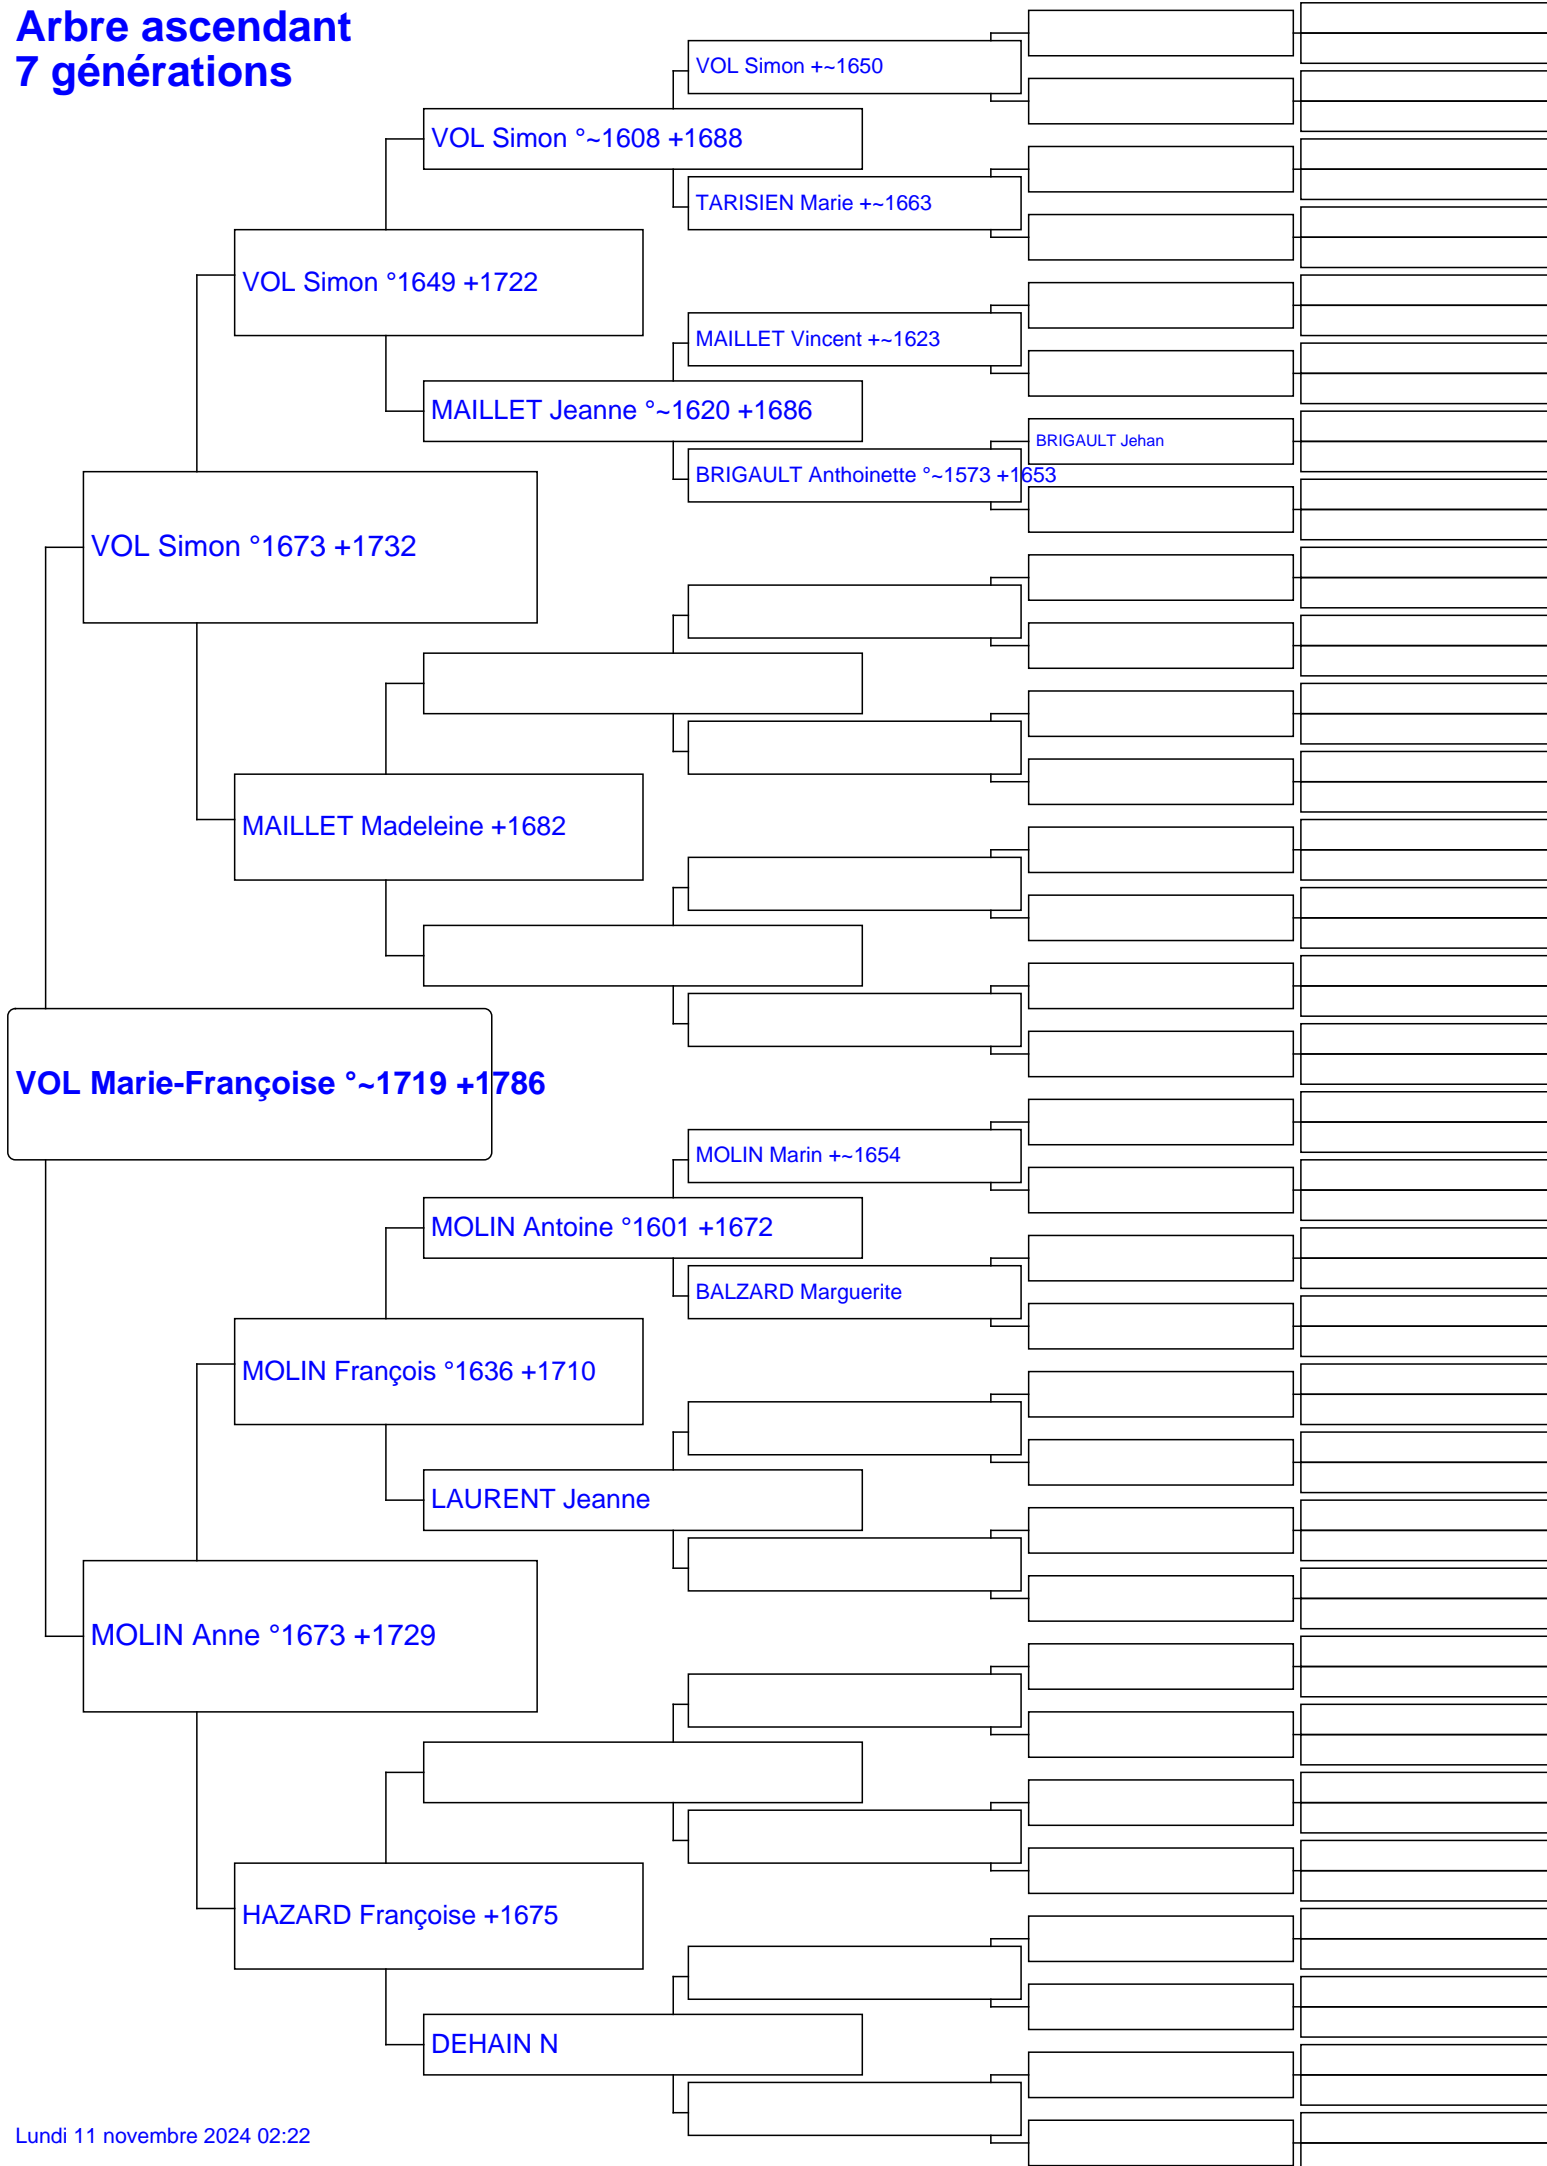 Arbre ascendant
7 générations
VOL Simon +~1650
VOL Simon °~1608 +1688
TARISIEN Marie +~1663
VOL Simon °1649 +1722
MAILLET Vincent +~1623
MAILLET Jeanne °~1620 +1686
BRIGAULT Jehan
BRIGAULT Anthoinette °~1573 +1653
VOL Simon °1673 +1732
MAILLET Madeleine +1682
VOL Marie-Françoise °~1719 +1786
MOLIN Marin +~1654
MOLIN Antoine °1601 +1672
BALZARD Marguerite
MOLIN François °1636 +1710
LAURENT Jeanne
MOLIN Anne °1673 +1729
HAZARD Françoise +1675
DEHAIN N
Lundi 11 novembre 2024 02:22